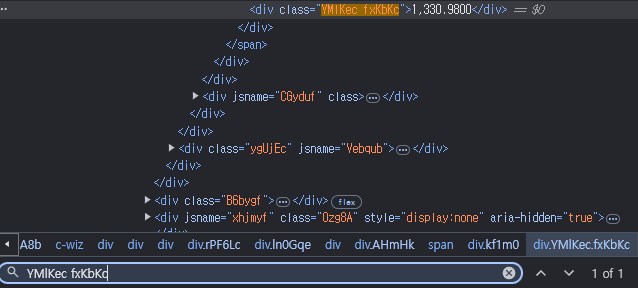 <div class="YMlKec fxKbKc">1,330.9800</div> == $0
</div>
</span>
</div>
</div>
▶<div jsname="CGyduf" class>…</div>
</div>
</div>
▶<div class="ygUjEc" jsname="Vebqub">…</div>
</div>
</div>
▶<div class="B6bygf">…</div> flex
▶<div jsname="xhjmyf" class="Ozg8A" style="display:none" aria-hidden="true">…
A8b c-wiz div div div div.rPF6Lc div.ln0Gqe div div.AHmHk span div.kf1m0 div.YMlKec.fxKbKc
YMlKec fxKbKc 1 of 1